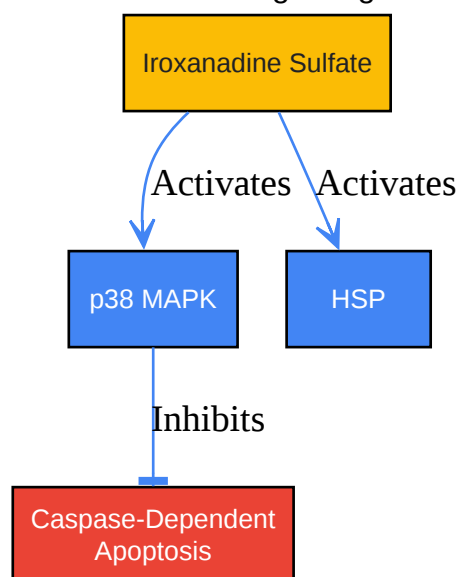 Iroxanadine Sulfate
Activates Activates
p38 MAPK HSP
Inhibits
Caspase-Dependent
Apoptosis